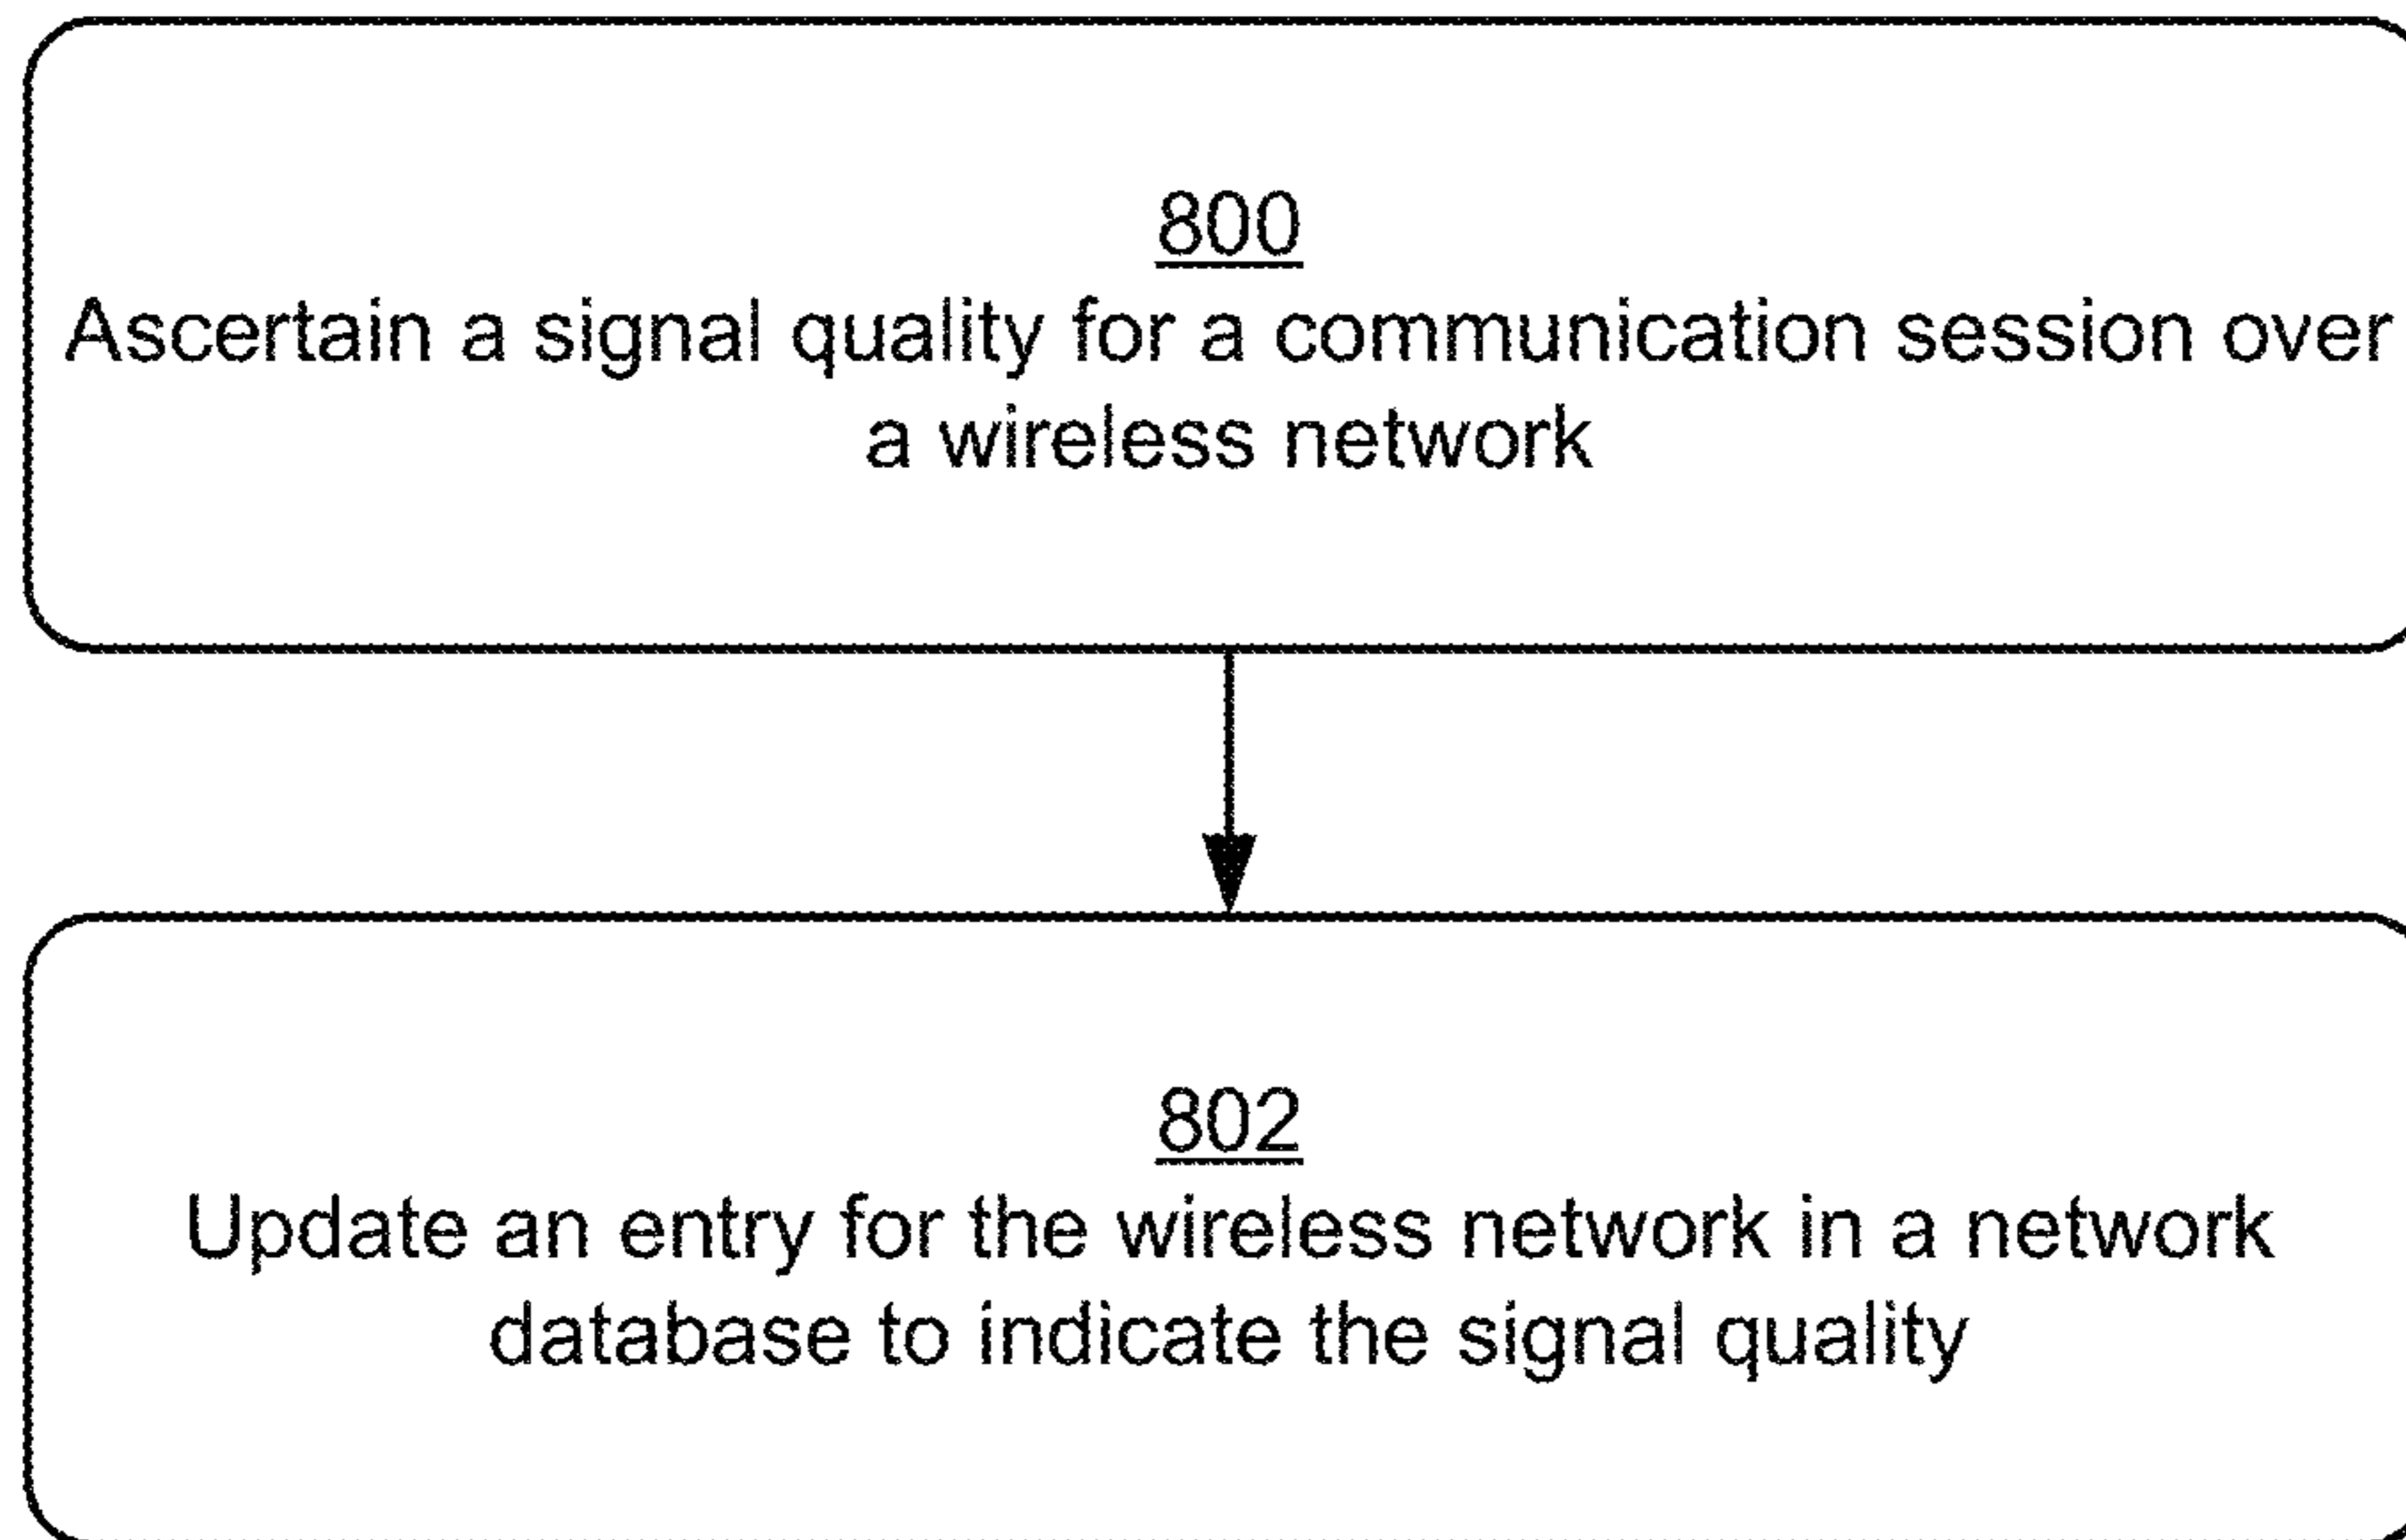 800
Ascertain a signal quality for a communication session over
a wireless network
802
Update an entry for the wireless network in a network
database to indicate the signal quality